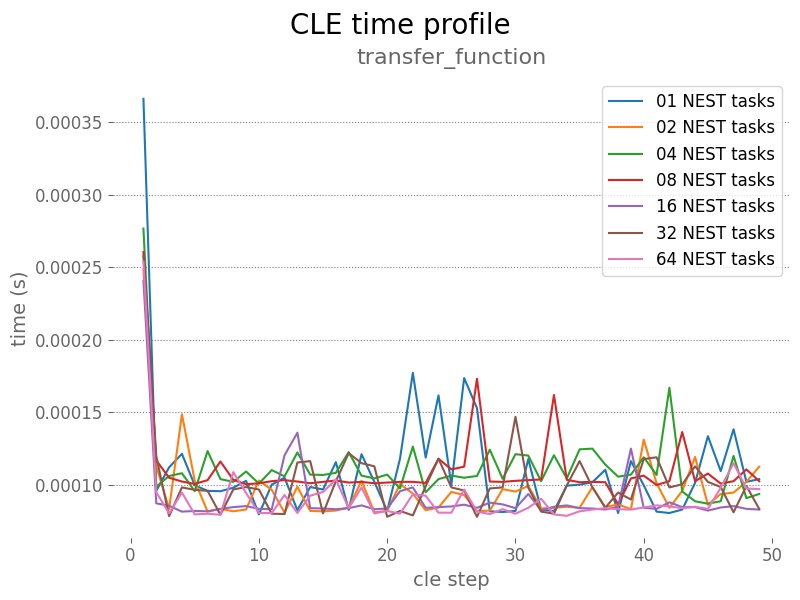 CLE time profile
transfer_function
01 NEST tasks
02 NEST tasks
04 NEST tasks
08 NEST tasks
16 NEST tasks
32 NEST tasks
64 NEST tasks
0.00035
0.00030
0.00025
0.00020
0.00015
0.00010
time (s)
0 10 20 30 40 50
cle step